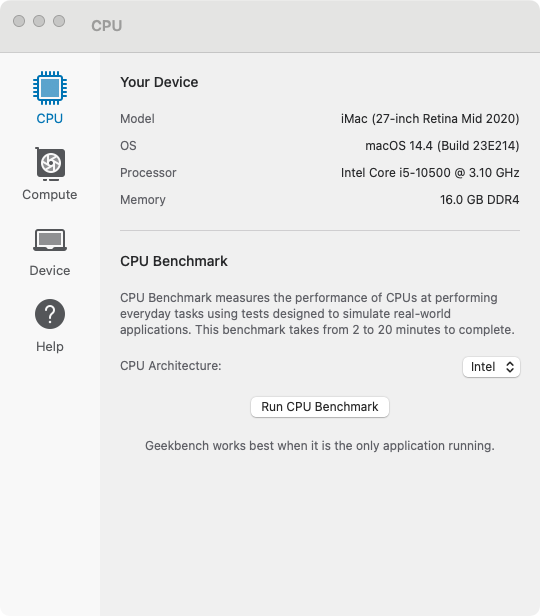 CPU
CPU
Compute
Device
Help
Your Device
Model iMac (27-inch Retina Mid 2020)
OS macOS 14.4 (Build 23E214)
Processor Intel Core i5-10500 @ 3.10 GHz
Memory 16.0 GB DDR4
CPU Benchmark
CPU Benchmark measures the performance of CPUs at performing
everyday tasks using tests designed to simulate real-world
applications. This benchmark takes from 2 to 20 minutes to complete.
CPU Architecture: Intel
Run CPU Benchmark
Geekbench works best when it is the only application running.